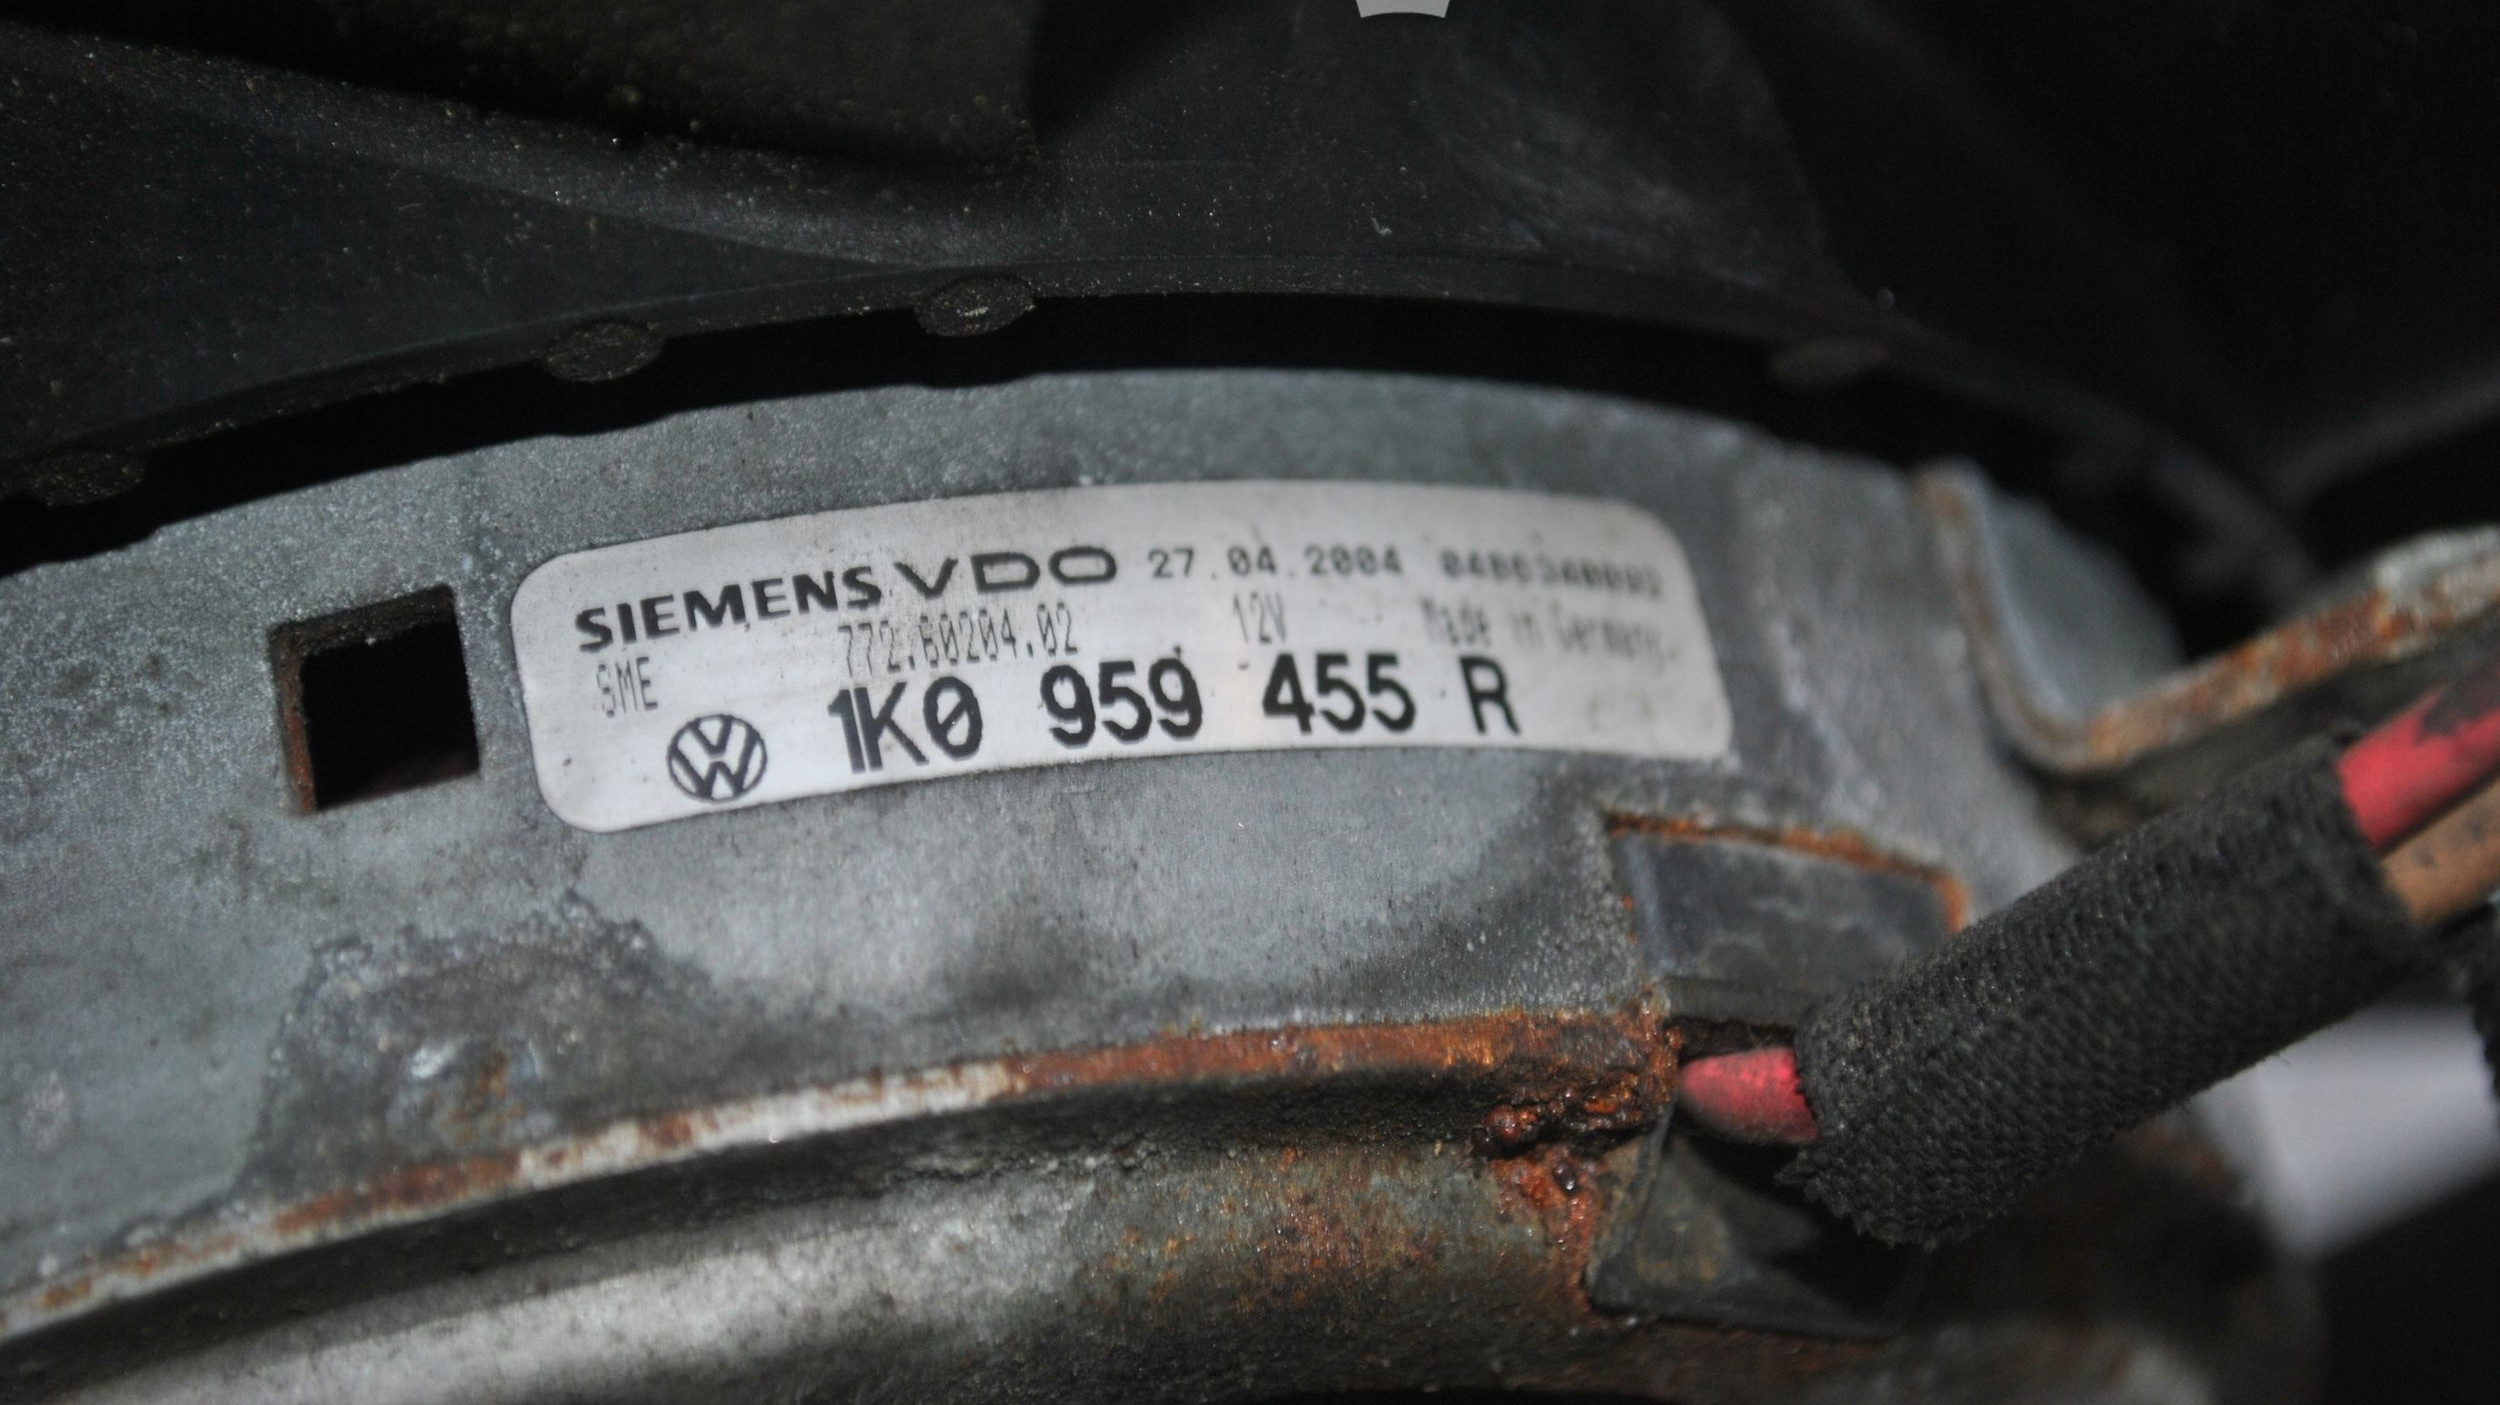 SIEMENS VDO 27.04.2004
SME 772.60204.02 12V Made in Germany
1K0 959 455 R